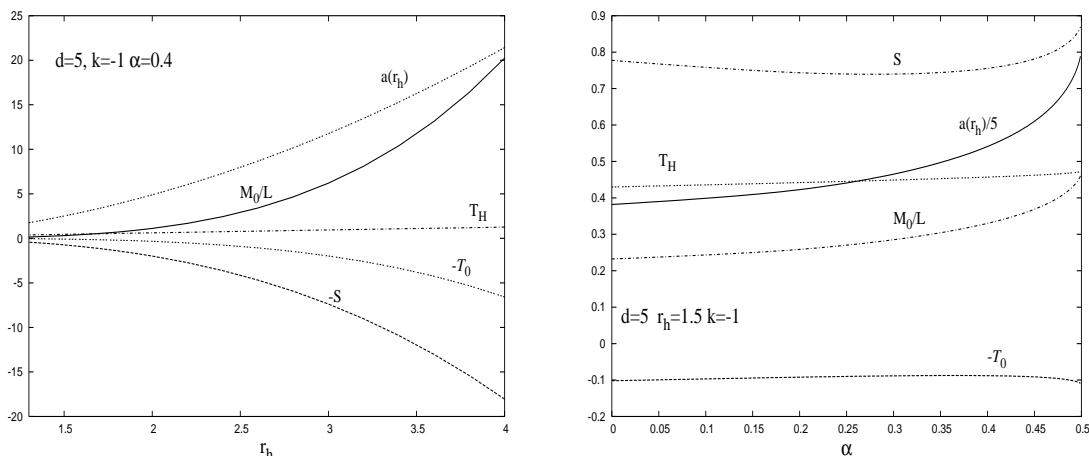 25
20
15
10
5
0
-5
-10
-15
-20
1.5 2 2.5 3 3.5 4
r_h
d=5, k=-1 α=0.4
a(r_h)
M_0/L
T_H
-T_0
-S
0.9
0.8
0.7
0.6
0.5
0.4
0.3
0.2
0.1
0
-0.1
-0.2
0 0.05 0.1 0.15 0.2 0.25 0.3 0.35 0.4 0.45 0.5
α
S
a(r_h)/5
T_H
M_0/L
d=5 r_h=1.5 k=-1
-T_0